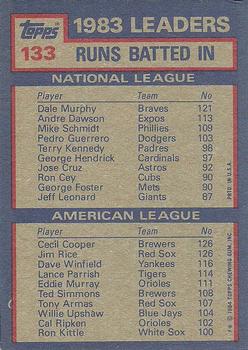 Topps
1983 LEADERS
133
RUNS BATTED IN
NATIONAL LEAGUE
Player Team No
Dale Murphy Braves 121
Andre Dawson Expos 113
Mike Schmidt Phillies 109
Pedro Guerrero Dodgers 103
Terry Kennedy Padres 98
George Hendrick Cardinals 97
Jose Cruz Astros 92
Ron Cey Cubs 90
George Foster Mets 90
Jeff Leonard Giants 87
PRTD. IN U.S.A.
AMERICAN LEAGUE
Player Team No
Cecil Cooper Brewers 126
Jim Rice Red Sox 126
Dave Winfield Yankees 116
Lance Parrish Tigers 114
Eddie Murray Orioles 111
Ted Simmons Brewers 108
Tony Armas Red Sox 107
Willie Upshaw Blue Jays 104
Cal Ripken Orioles 102
Ron Kittle White Sox 100
© 1984 TOPPS CHEWING GUM, INC.